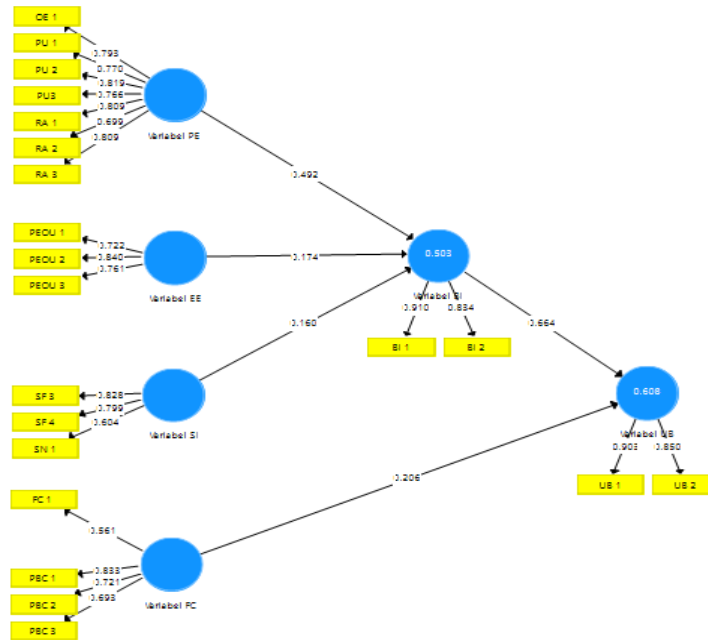 OE 1
PU 1
PU 2
PU3
RA 1
RA 2
RA 3
0.793
0.770
0.819
0.766
0.809
0.699
0.809
Variabel PE
0.492
PEOU 1
PEOU 2
PEOU 3
0.722
0.840
0.761
Variabel EE
0.174
0.503
Variabel BI
0.910
0.834
BI 1
BI 2
0.160
0.664
SF 3
SF 4
SN 1
0.828
0.799
0.604
Variabel SI
0.608
Variabel UB
0.903
0.850
UB 1
UB 2
0.206
FC 1
0.561
PBC 1
PBC 2
PBC 3
0.833
0.721
0.693
Variabel FC